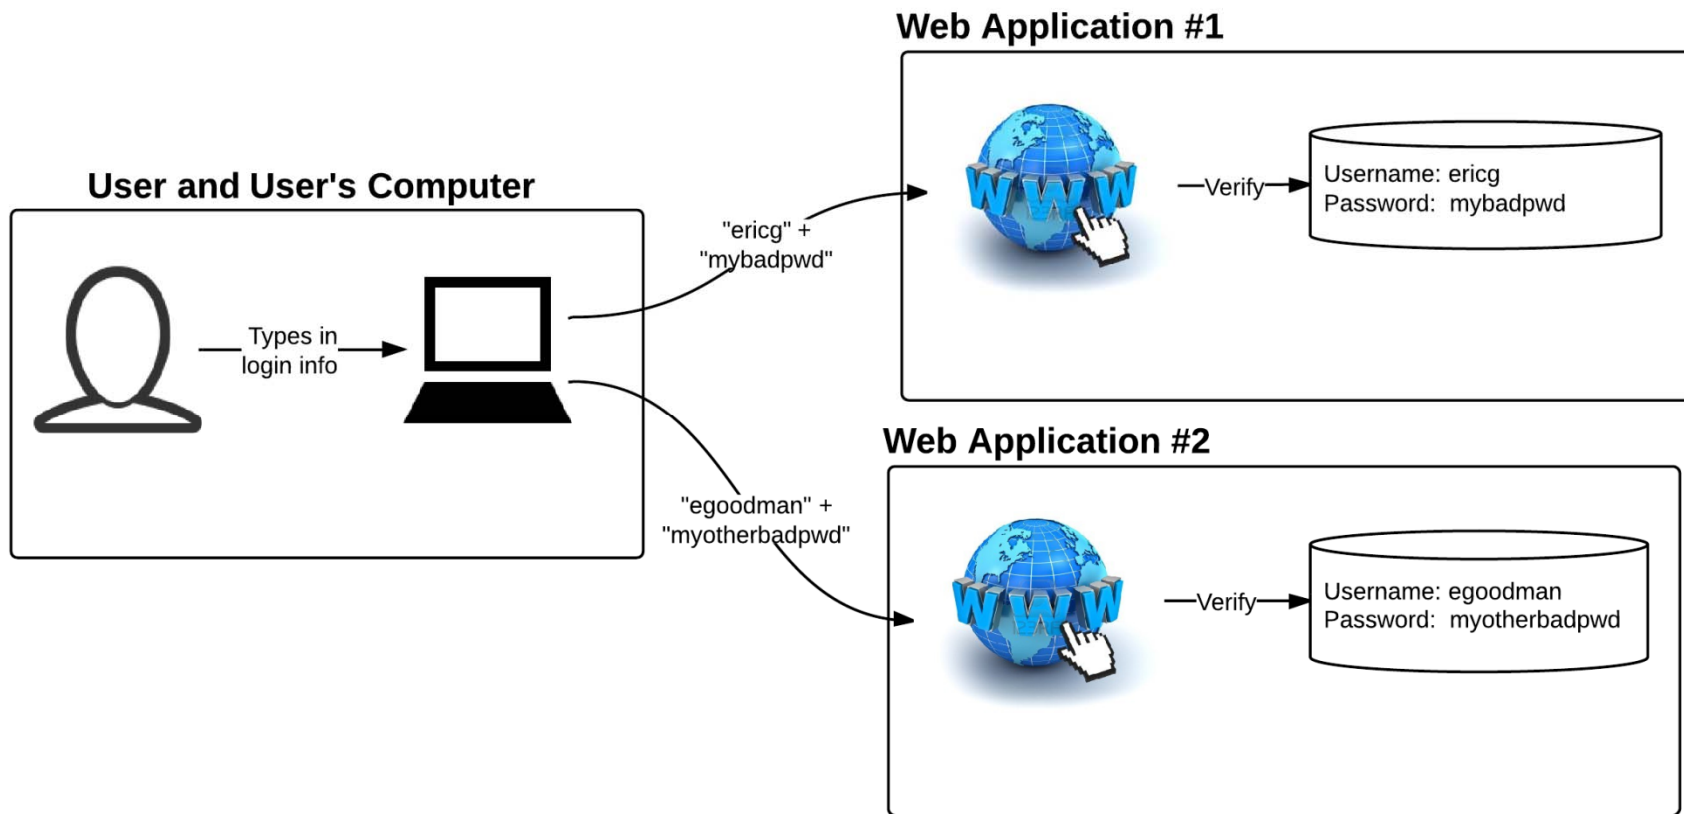 Web Application #1
User and User's Computer
Types in
login info
"ericg" +
"mybadpwd"
WWW
Verify
Username: ericg
Password: mybadpwd
Web Application #2
"egoodman" +
"myotherbadpwd"
WWW
Verify
Username: egoodman
Password: myotherbadpwd